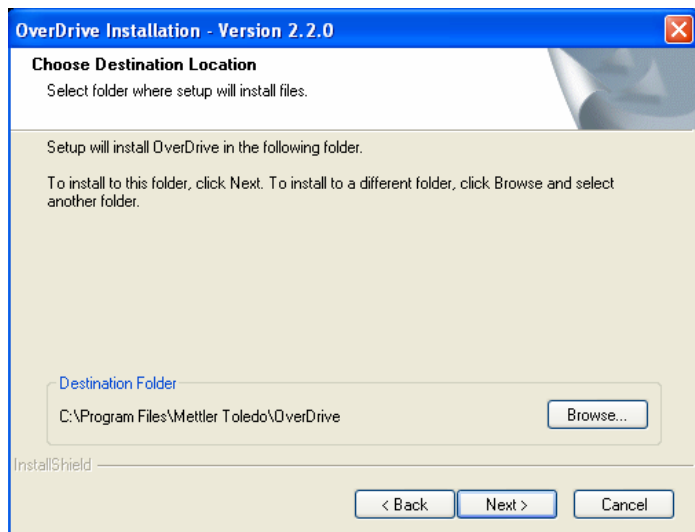 OverDrive Installation - Version 2.2.0
Choose Destination Location
Select folder where setup will install files.
Setup will install OverDrive in the following folder.
To install to this folder, click Next. To install to a different folder, click Browse and select
another folder.
Destination Folder
C:\Program Files\Mettler Toledo\OverDrive
Browse...
InstallShield
< Back
Next >
Cancel